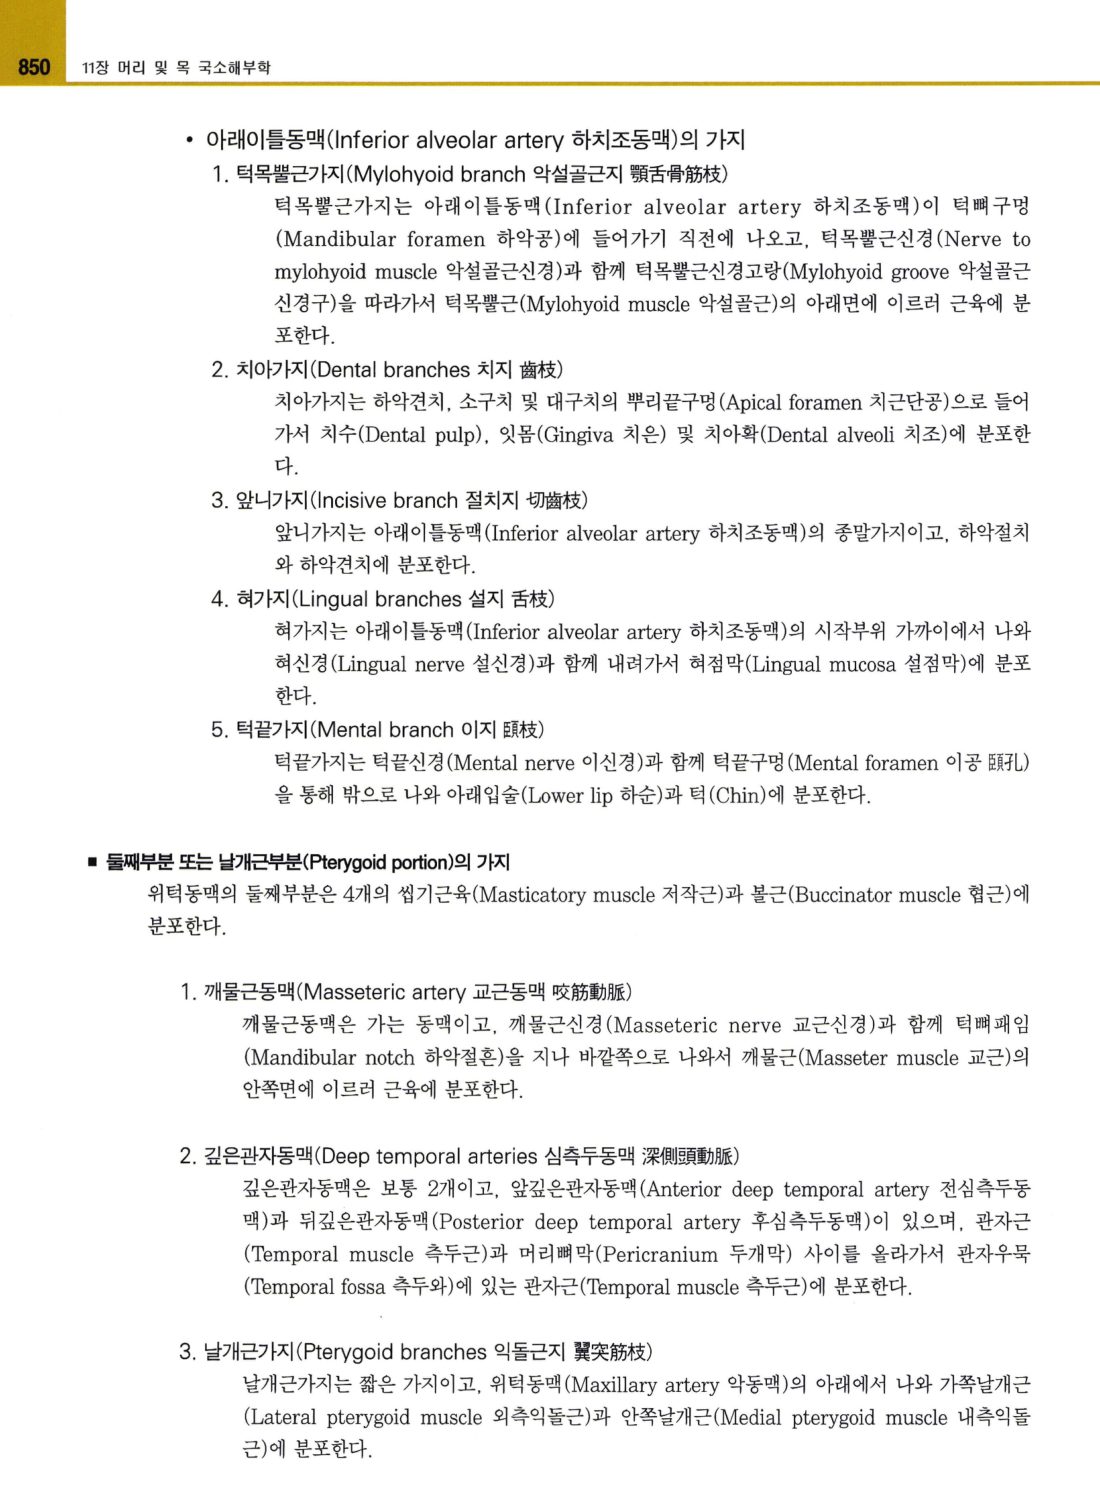 850 11장 머리 및 목 국소해부학
• 아래이틀동맥(Inferior alveolar artery 하치조동맥)의 가지
1. 턱목뿔근가지(Mylohyoid branch 악설골근지 顎舌骨筋枝)
턱목뿔근가지는 아래이틀동맥(Inferior alveolar artery 하치조동맥)이 턱뼈구멍
(Mandibular foramen 하악공)에 들어가기 직전에 나오고, 턱목뿔근신경(Nerve to
mylohyoid muscle 악설골근신경)과 함께 턱목뿔근신경고랑(Mylohyoid groove 악설골근
신경구)을 따라가서 턱목뿔근(Mylohyoid muscle 악설골근)의 아래면에 이르러 근육에 분
포한다.
2. 치아가지(Dental branches 치지 齒枝)
치아가지는 하악견치, 소구치 및 대구치의 뿌리끝구멍(Apical foramen 치근단공)으로 들어
가서 치수(Dental pulp), 잇몸(Gingiva 치은) 및 치아확(Dental alveoli 치조)에 분포한
다.
3. 앞니가지(Incisive branch 절치지 切齒枝)
앞니가지는 아래이틀동맥(Inferior alveolar artery 하치조동맥)의 종말가지이고, 하악절치
와 하악견치에 분포한다.
4. 혀가지(Lingual branches 설지 舌枝)
혀가지는 아래이틀동맥(Inferior alveolar artery 하치조동맥)의 시작부위 가까이에서 나와
혀신경(Lingual nerve 설신경)과 함께 내려가서 혀점막(Lingual mucosa 설점막)에 분포
한다.
5. 턱끝가지(Mental branch 이지 頤枝)
턱끝가지는 턱끝신경(Mental nerve 이신경)과 함께 턱끝구멍(Mental foramen 이공 頤孔)
을 통해 밖으로 나와 아래입술(Lower lip 하순)과 턱(Chin)에 분포한다.
■ 둘째부분 또는 날개근부분(Pterygoid portion)의 가지
위턱동맥의 둘째부분은 4개의 씹기근육(Masticatory muscle 저작근)과 볼근(Buccinator muscle 협근)에
분포한다.
1. 깨물근동맥(Masseteric artery 교근동맥 咬筋動脈)
깨물근동맥은 가는 동맥이고, 깨물근신경(Masseteric nerve 교근신경)과 함께 턱뼈패임
(Mandibular notch 하악절흔)을 지나 바깥쪽으로 나와서 깨물근(Masseter muscle 교근)의
안쪽면에 이르러 근육에 분포한다.
2. 깊은관자동맥(Deep temporal arteries 심측두동맥 深側頭動脈)
깊은관자동맥은 보통 2개이고, 앞깊은관자동맥(Anterior deep temporal artery 전심측두동
맥)과 뒤깊은관자동맥(Posterior deep temporal artery 후심측두동맥)이 있으며, 관자근
(Temporal muscle 측두근)과 머리뼈막(Pericranium 두개막) 사이를 올라가서 관자우묵
(Temporal fossa 측두와)에 있는 관자근(Temporal muscle 측두근)에 분포한다.
3. 날개근가지(Pterygoid branches 익돌근지 翼突筋枝)
날개근가지는 짧은 가지이고, 위턱동맥(Maxillary artery 악동맥)의 아래에서 나와 가쪽날개근
(Lateral pterygoid muscle 외측익돌근)과 안쪽날개근(Medial pterygoid muscle 내측익돌
근)에 분포한다.